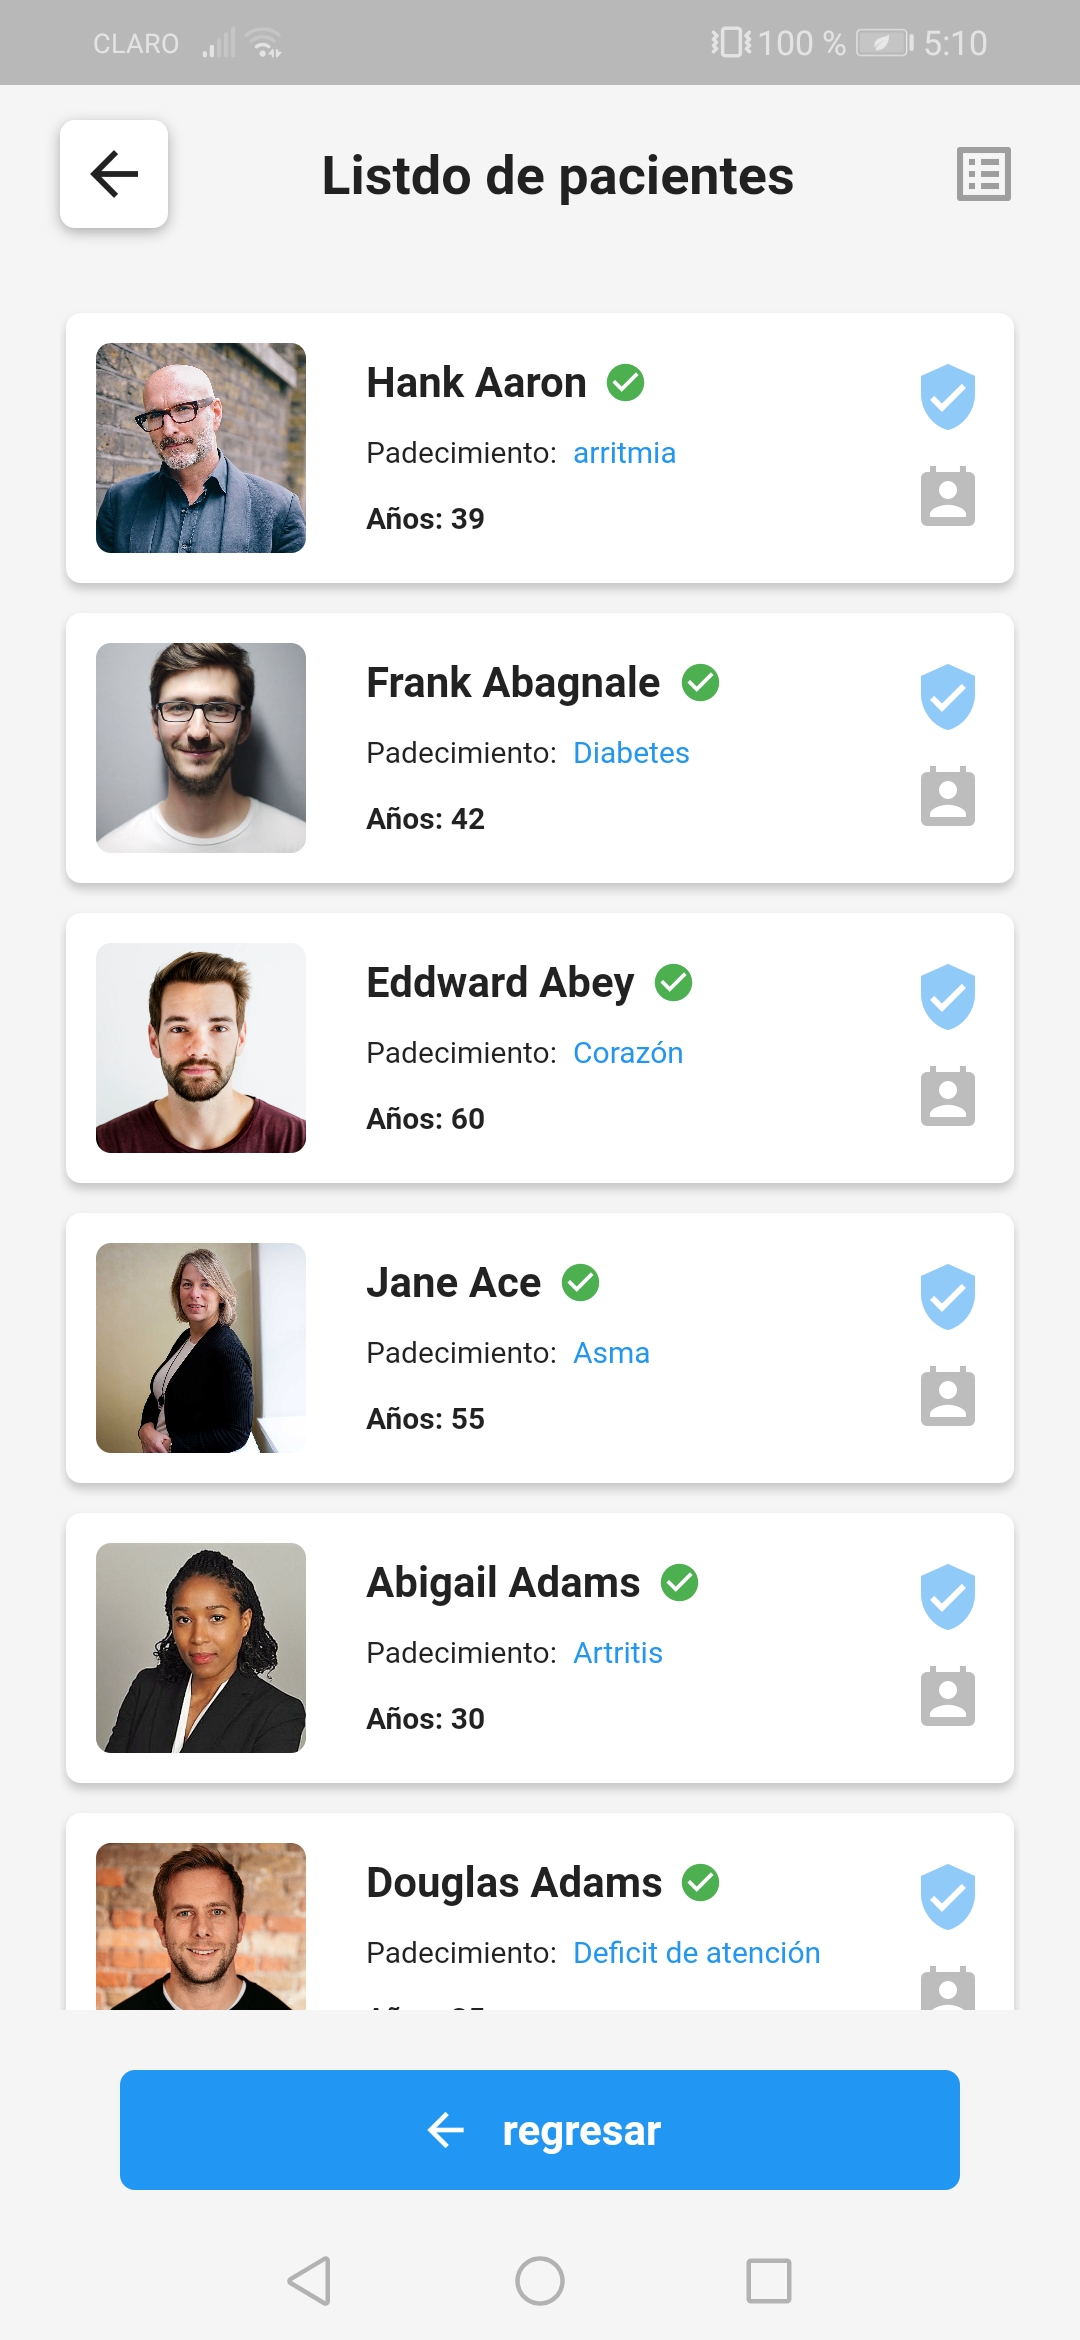 CLARO 100 % 5:10
Listdo de pacientes
Hank Aaron
Padecimiento: arritmia
Años: 39
Frank Abagnale
Padecimiento: Diabetes
Años: 42
Eddward Abey
Padecimiento: Corazón
Años: 60
Jane Ace
Padecimiento: Asma
Años: 55
Abigail Adams
Padecimiento: Artritis
Años: 30
Douglas Adams
Padecimiento: Deficit de atención
regresar